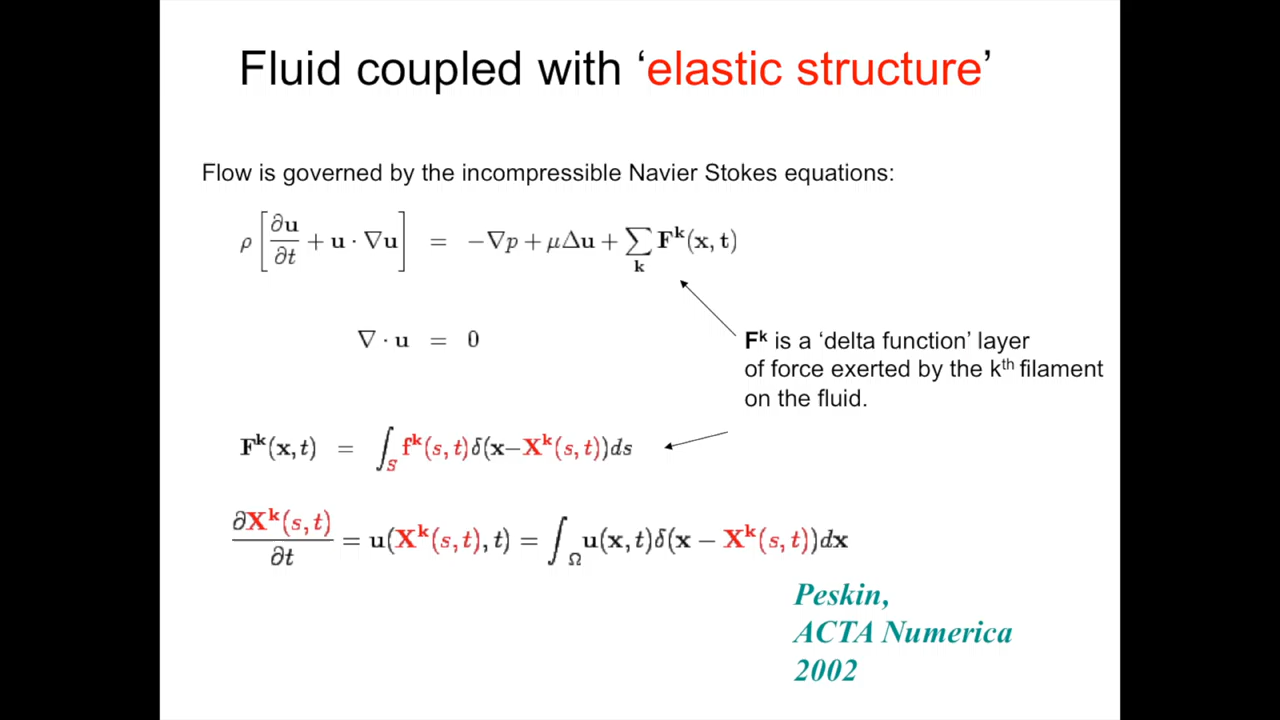 Fluid coupled with ‘elastic structure’
Flow is governed by the incompressible Navier Stokes equations:
ρ[∂u/∂t + u · ∇u] = −∇p + μΔu + ∑_k F^k(x, t)
∇ · u = 0
F^k is a ‘delta function’ layer
of force exerted by the k^th filament
on the fluid.
F^k(x, t) = ∫_S f^k(s, t)δ(x−X^k(s, t))ds
∂X^k(s, t)/∂t = u(X^k(s, t), t) = ∫_Ω u(x, t)δ(x − X^k(s, t))dx
Peskin,
ACTA Numerica
2002